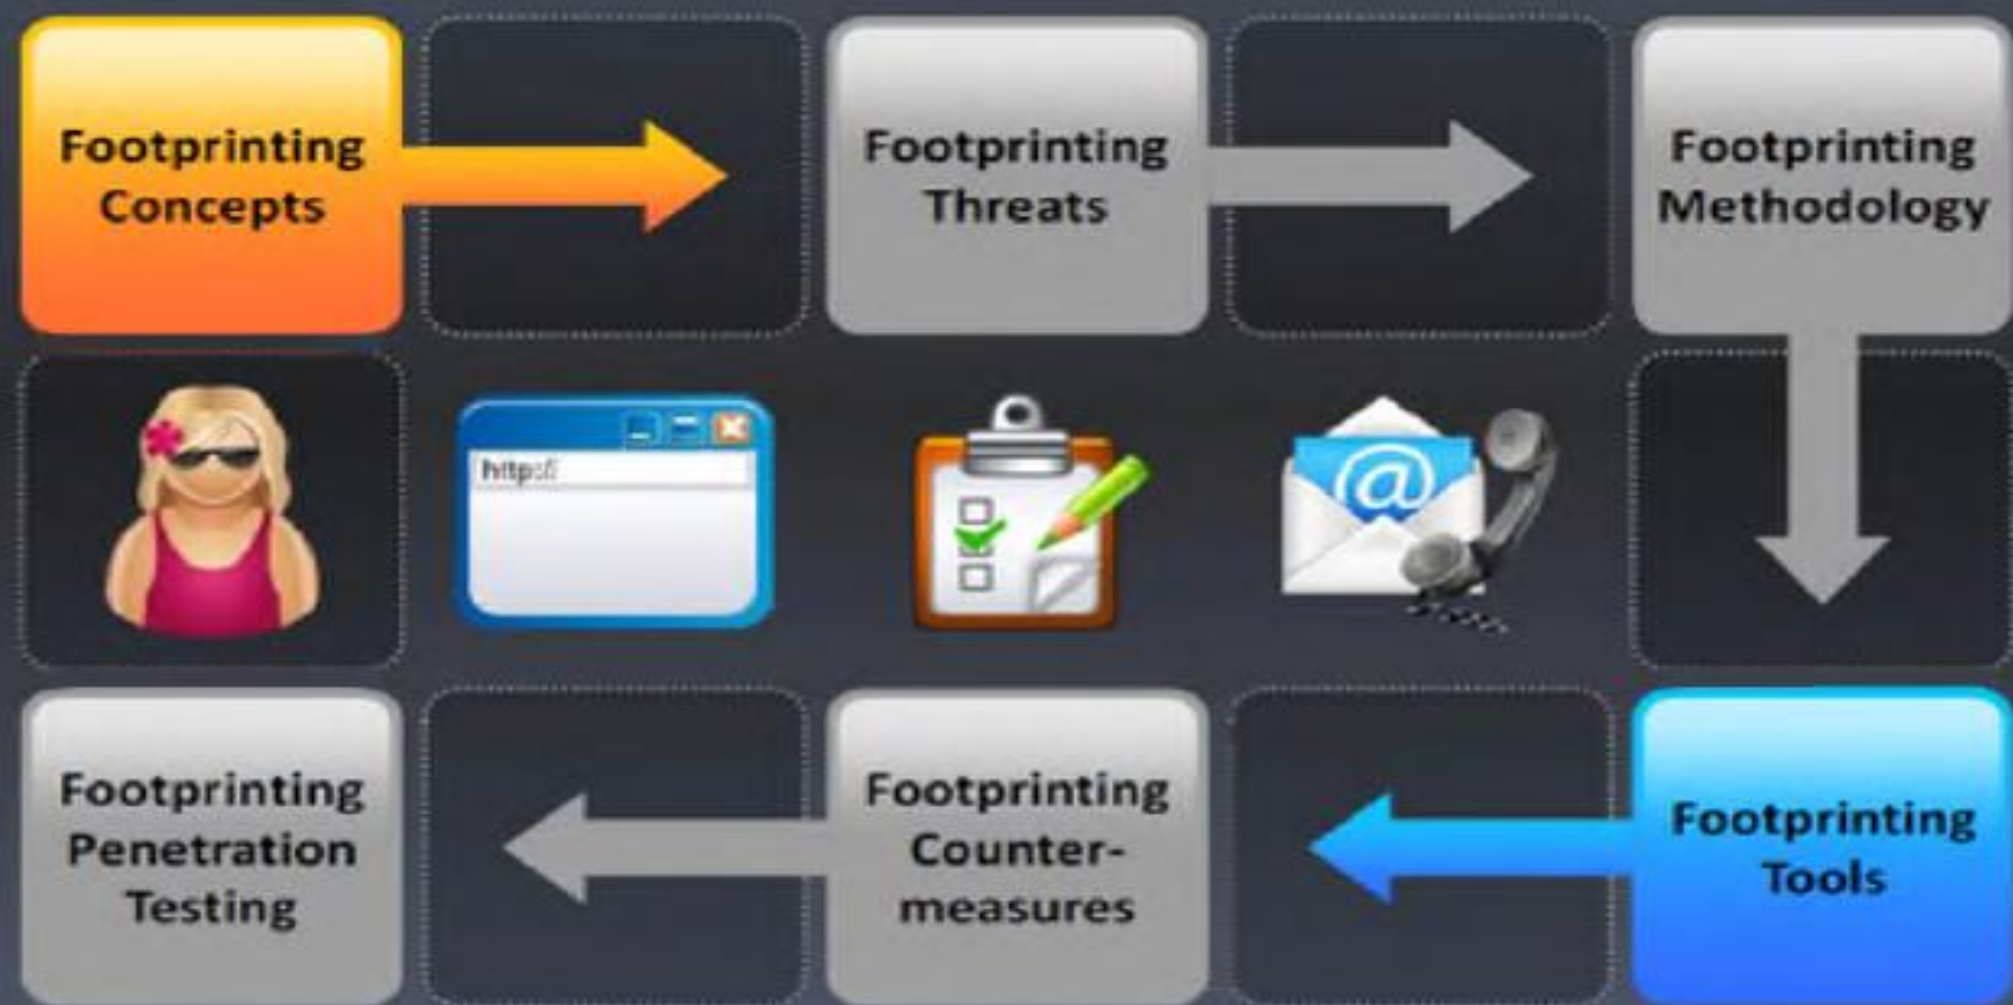 Footprinting
Concepts
Footprinting
Threats
Footprinting
Methodology
http://
@
Footprinting
Penetration
Testing
Footprinting
Counter-
measures
Footprinting
Tools